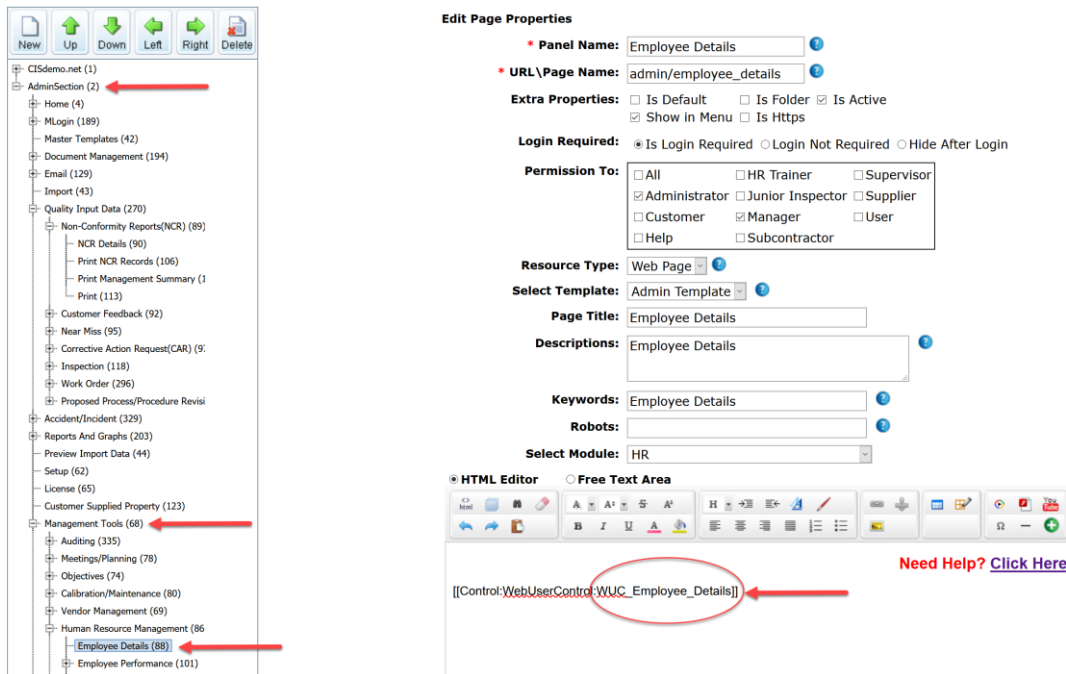 New Up Down Left Right Delete
CISdemo.net (1)
AdminSection (2)
Home (4)
MLogin (189)
Master Templates (42)
Document Management (194)
Email (129)
Import (43)
Quality Input Data (270)
Non-Conformity Reports(NCR) (89)
NCR Details (90)
Print NCR Records (106)
Print Management Summary (1
Print (113)
Customer Feedback (92)
Near Miss (95)
Corrective Action Request(CAR) (97
Inspection (118)
Work Order (296)
Proposed Process/Procedure Revisi
Accident/Incident (329)
Reports And Graphs (203)
Preview Import Data (44)
Setup (62)
License (65)
Customer Supplied Property (123)
Management Tools (68)
Auditing (335)
Meetings/Planning (78)
Objectives (74)
Calibration/Maintenance (80)
Vendor Management (69)
Human Resource Management (86
Employee Details (88)
Employee Performance (101)
Edit Page Properties
* Panel Name: Employee Details ?
* URL\Page Name: admin/employee_details ?
Extra Properties: Is Default Is Folder Is Active
Show in Menu Is Https
Login Required: Is Login Required Login Not Required Hide After Login
Permission To: All HR Trainer Supervisor
Administrator Junior Inspector Supplier
Customer Manager User
Help Subcontractor
Resource Type: Web Page ?
Select Template: Admin Template ?
Page Title: Employee Details
Descriptions: Employee Details ?
Keywords: Employee Details ?
Robots: ?
Select Module: HR
HTML Editor Free Text Area
html A A S A H You Tube
B I U A Ω
Need Help? Click Here
[[Control:WebUserControl:WUC_Employee_Details]]